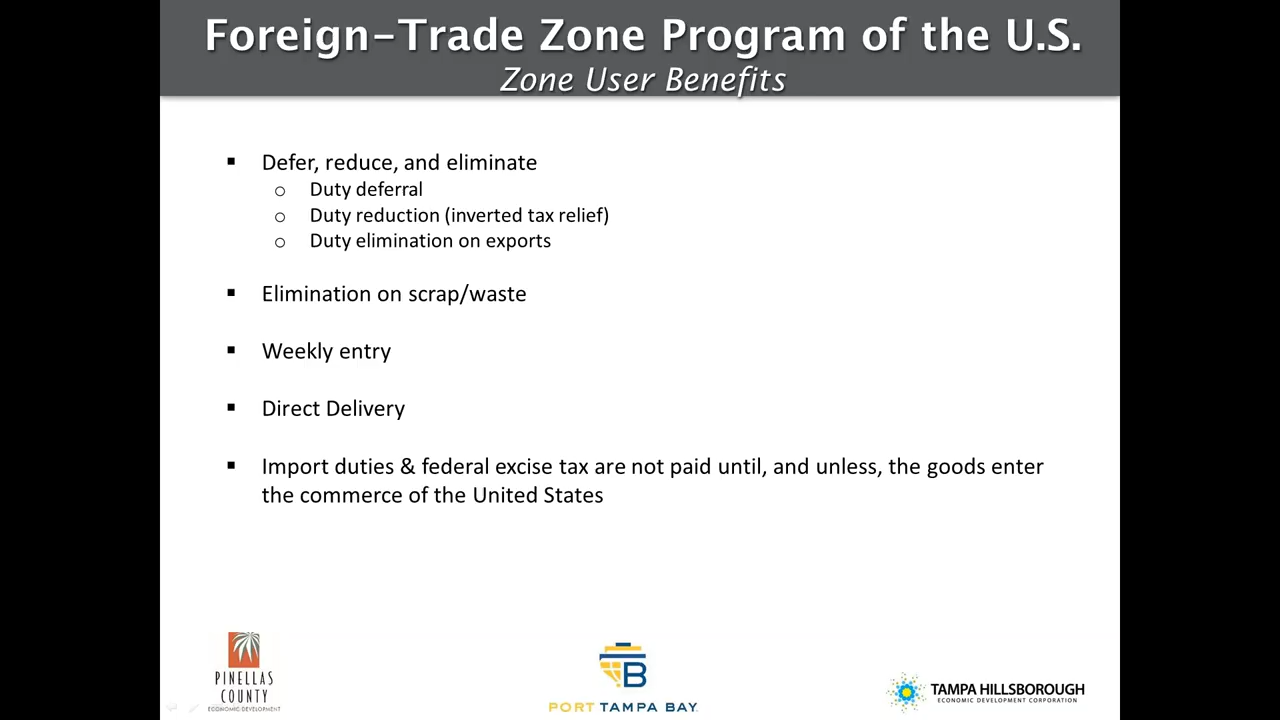 Foreign-Trade Zone Program of the U.S.
Zone User Benefits
▪ Defer, reduce, and eliminate
o Duty deferral
o Duty reduction (inverted tax relief)
o Duty elimination on exports
▪ Elimination on scrap/waste
▪ Weekly entry
▪ Direct Delivery
▪ Import duties & federal excise tax are not paid until, and unless, the goods enter
the commerce of the United States
PINELLAS
COUNTY
ECONOMIC DEVELOPMENT
B
PORT TAMPA BAY
TAMPA HILLSBOROUGH
ECONOMIC DEVELOPMENT CORPORATION